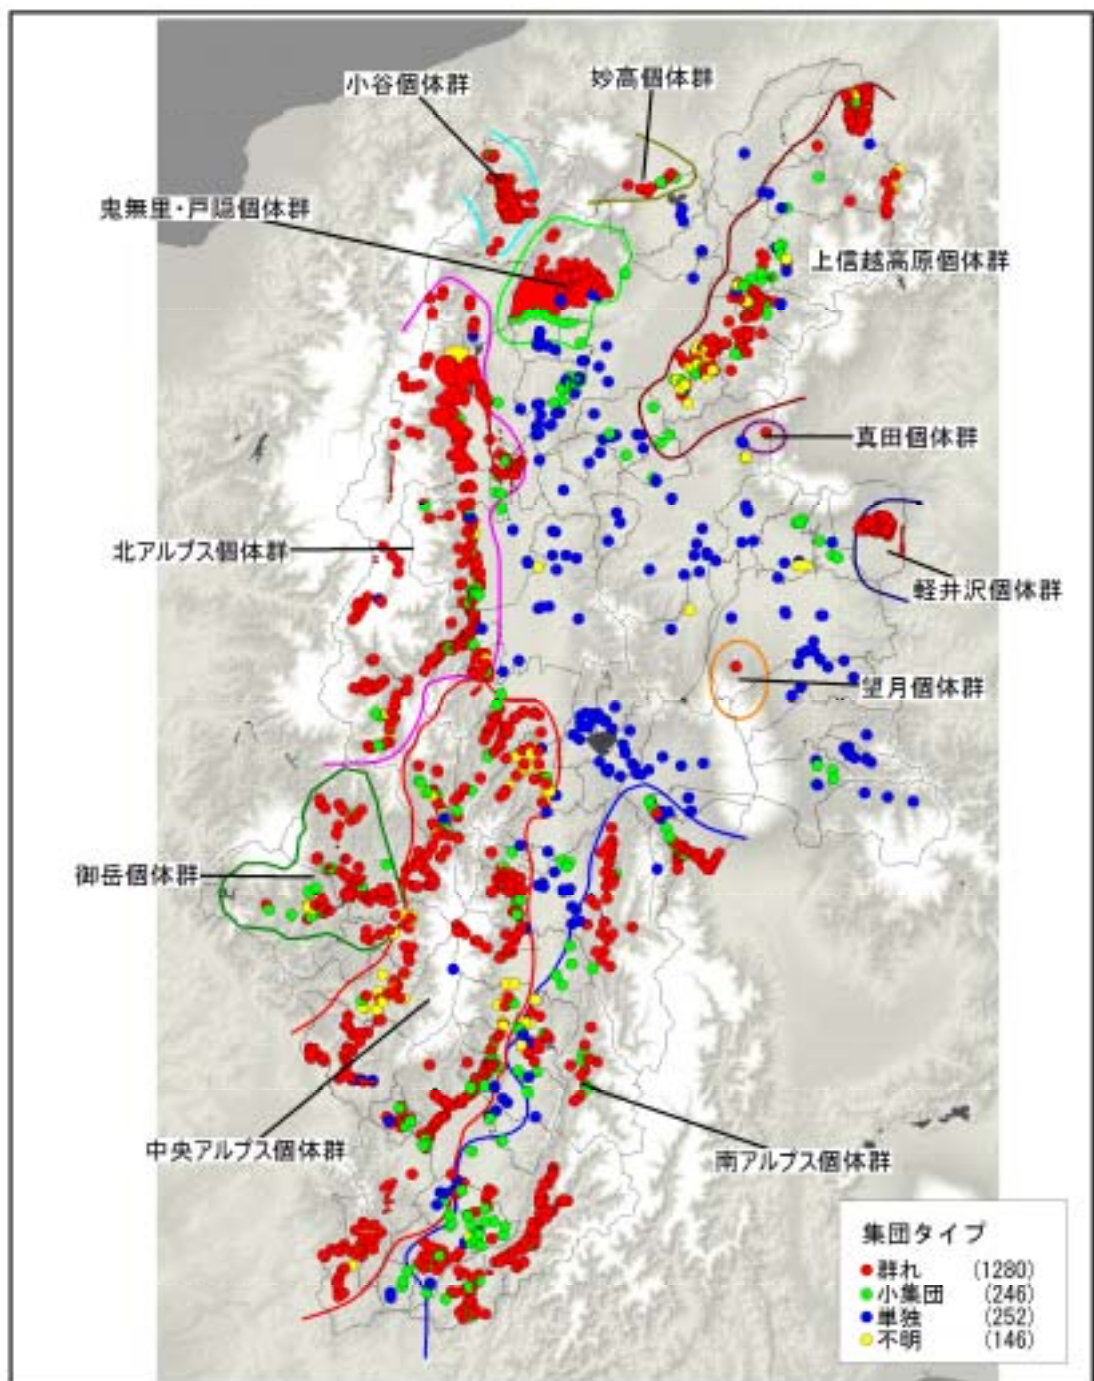 小谷個体群
妙高個体群
鬼無里・戸隠個体群
上信越高原個体群
真田個体群
北アルプス個体群
軽井沢個体群
望月個体群
御岳個体群
中央アルプス個体群
南アルプス個体群
集団タイプ
群れ (1280)
小集団 (246)
単独 (252)
不明 (146)